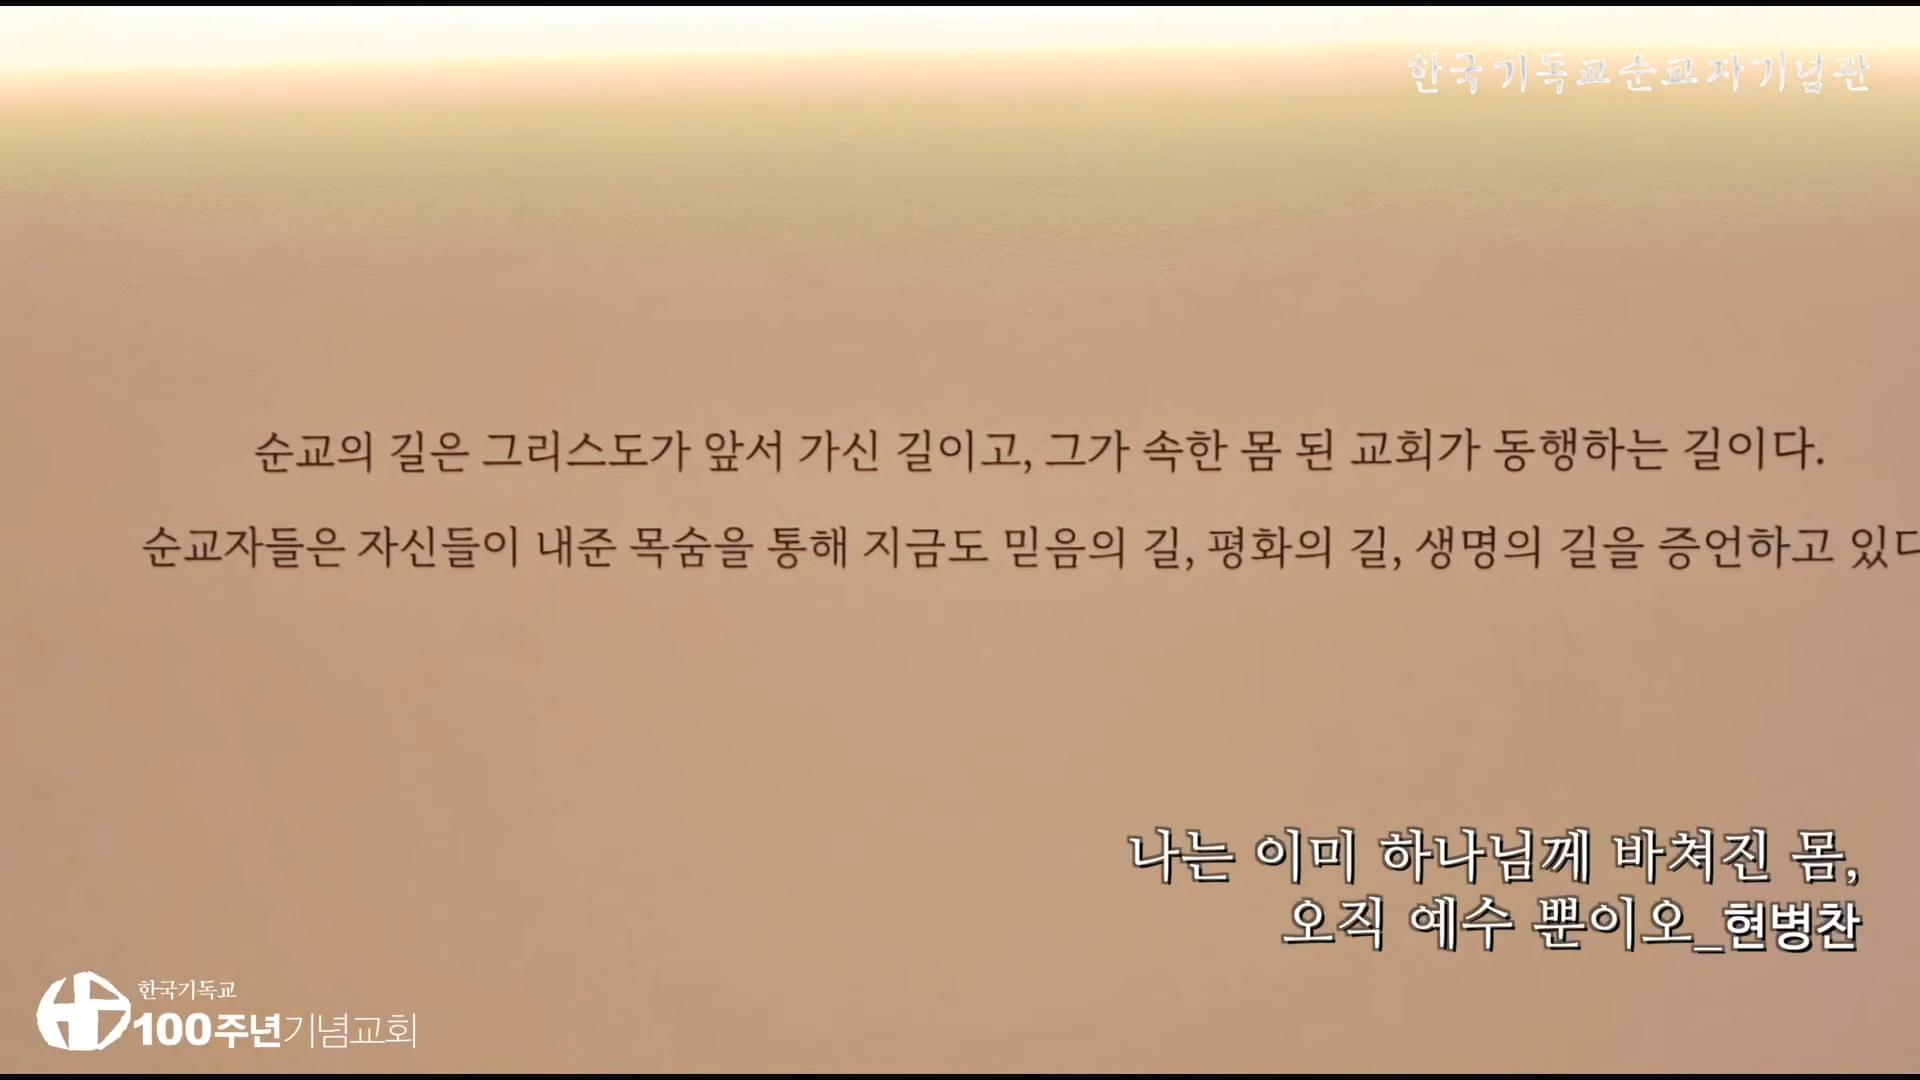 한국기독교순교자기념관
순교의 길은 그리스도가 앞서 가신 길이고, 그가 속한 몸 된 교회가 동행하는 길이다.
순교자들은 자신들이 내준 목숨을 통해 지금도 믿음의 길, 평화의 길, 생명의 길을 증언하고 있다
나는 이미 하나님께 바쳐진 몸,
오직 예수 뿐이오_현병찬
한국기독교
100주년기념교회